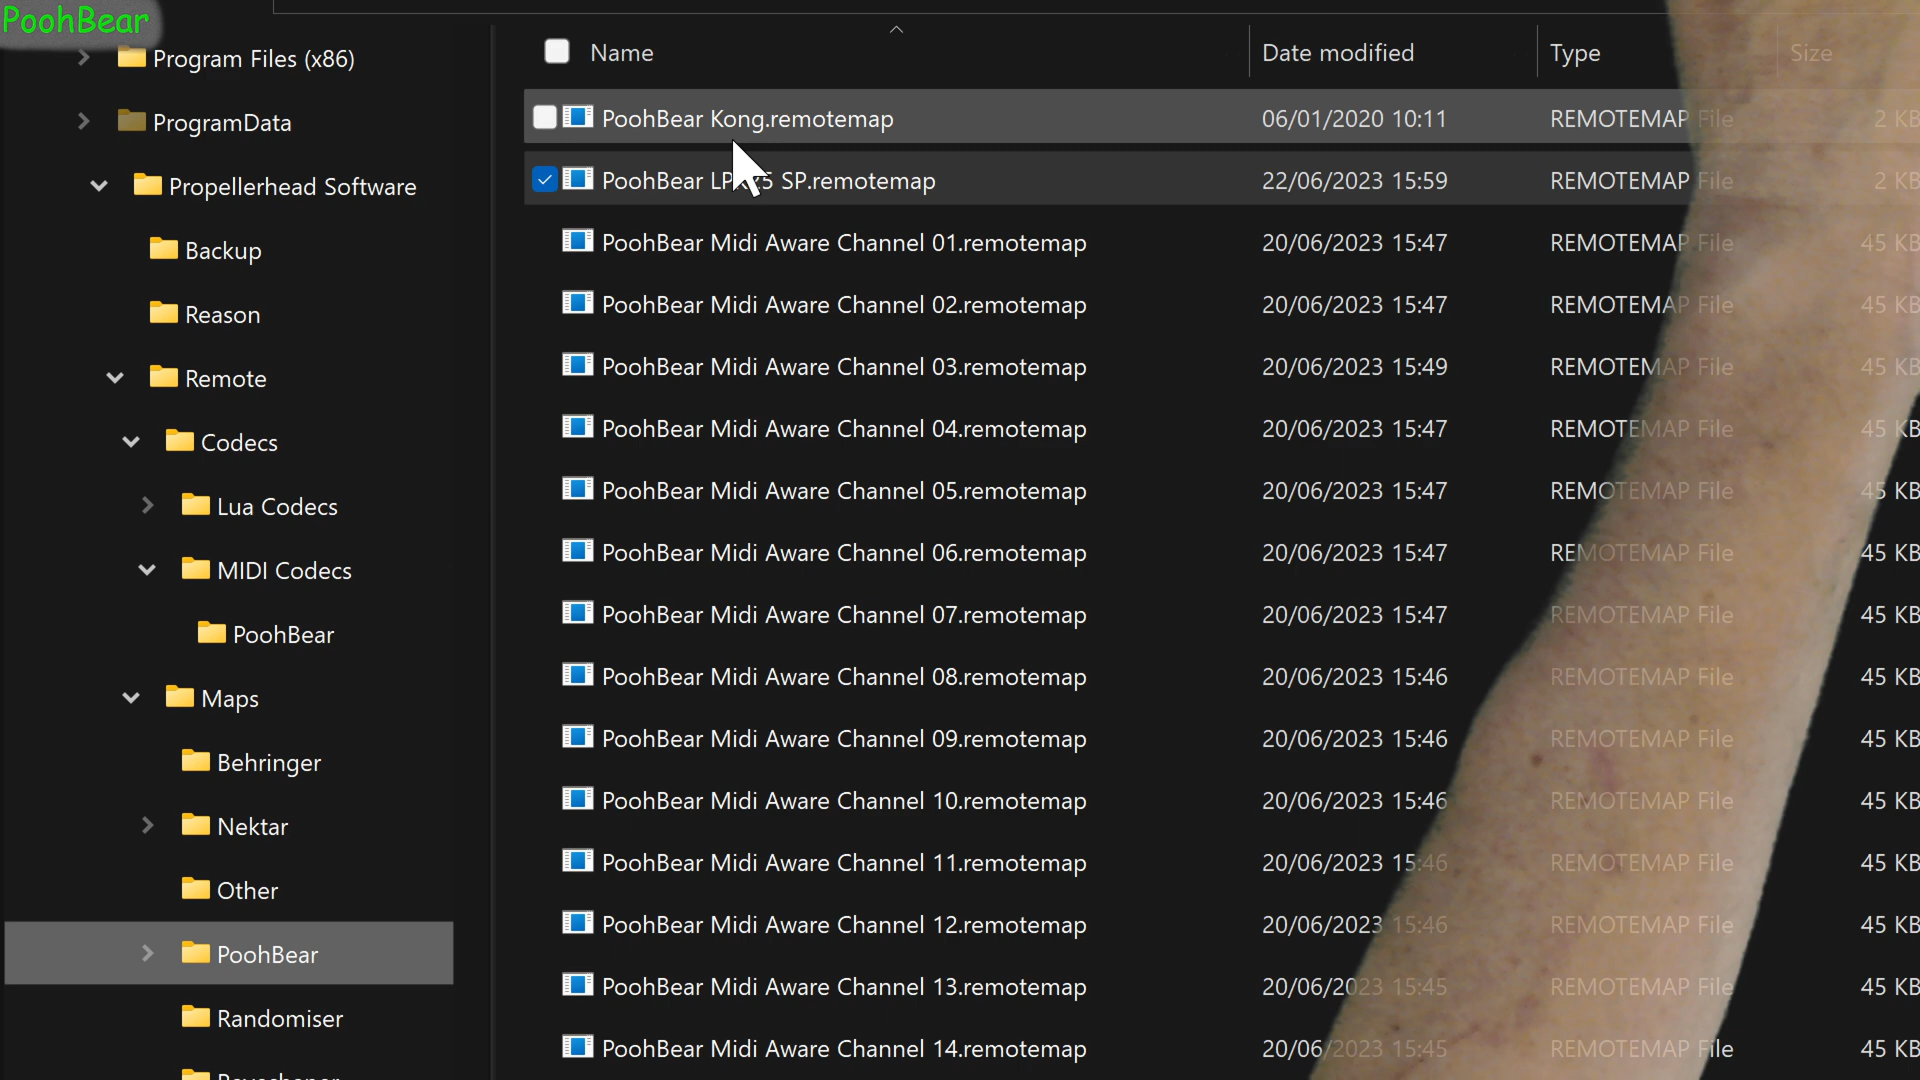 PoohBear
Program Files (x86)
ProgramData
Propellerhead Software
Backup
Reason
Remote
Codecs
Lua Codecs
MIDI Codecs
PoohBear
Maps
Behringer
Nektar
Other
PoohBear
Randomiser
Name Date modified Type Size
PoohBear Kong.remotemap 06/01/2020 10:11 REMOTEMAP File 2 KB
PoohBear SP.remotemap 22/06/2023 15:59 REMOTEMAP File 2 KB
PoohBear Midi Aware Channel 01.remotemap 20/06/2023 15:47 REMOTEMAP File 45 KB
PoohBear Midi Aware Channel 02.remotemap 20/06/2023 15:47 REMOTEMAP File 45 KB
PoohBear Midi Aware Channel 03.remotemap 20/06/2023 15:49 REMOTEMAP File 45 KB
PoohBear Midi Aware Channel 04.remotemap 20/06/2023 15:47 REMOTEMAP File 45 KB
PoohBear Midi Aware Channel 05.remotemap 20/06/2023 15:47 REMOTEMAP File 45 KB
PoohBear Midi Aware Channel 06.remotemap 20/06/2023 15:47 REMOTEMAP File 45 KB
PoohBear Midi Aware Channel 07.remotemap 20/06/2023 15:47 REMOTEMAP File 45 KB
PoohBear Midi Aware Channel 08.remotemap 20/06/2023 15:46 REMOTEMAP File 45 KB
PoohBear Midi Aware Channel 09.remotemap 20/06/2023 15:46 REMOTEMAP File 45 KB
PoohBear Midi Aware Channel 10.remotemap 20/06/2023 15:46 REMOTEMAP File 45 KB
PoohBear Midi Aware Channel 11.remotemap 20/06/2023 15:46 REMOTEMAP File 45 KB
PoohBear Midi Aware Channel 12.remotemap 20/06/2023 15:46 REMOTEMAP File 45 KB
PoohBear Midi Aware Channel 13.remotemap 20/06/2023 15:45 REMOTEMAP File 45 KB
PoohBear Midi Aware Channel 14.remotemap 20/06/2023 15:45 REMOTEMAP File 45 KB